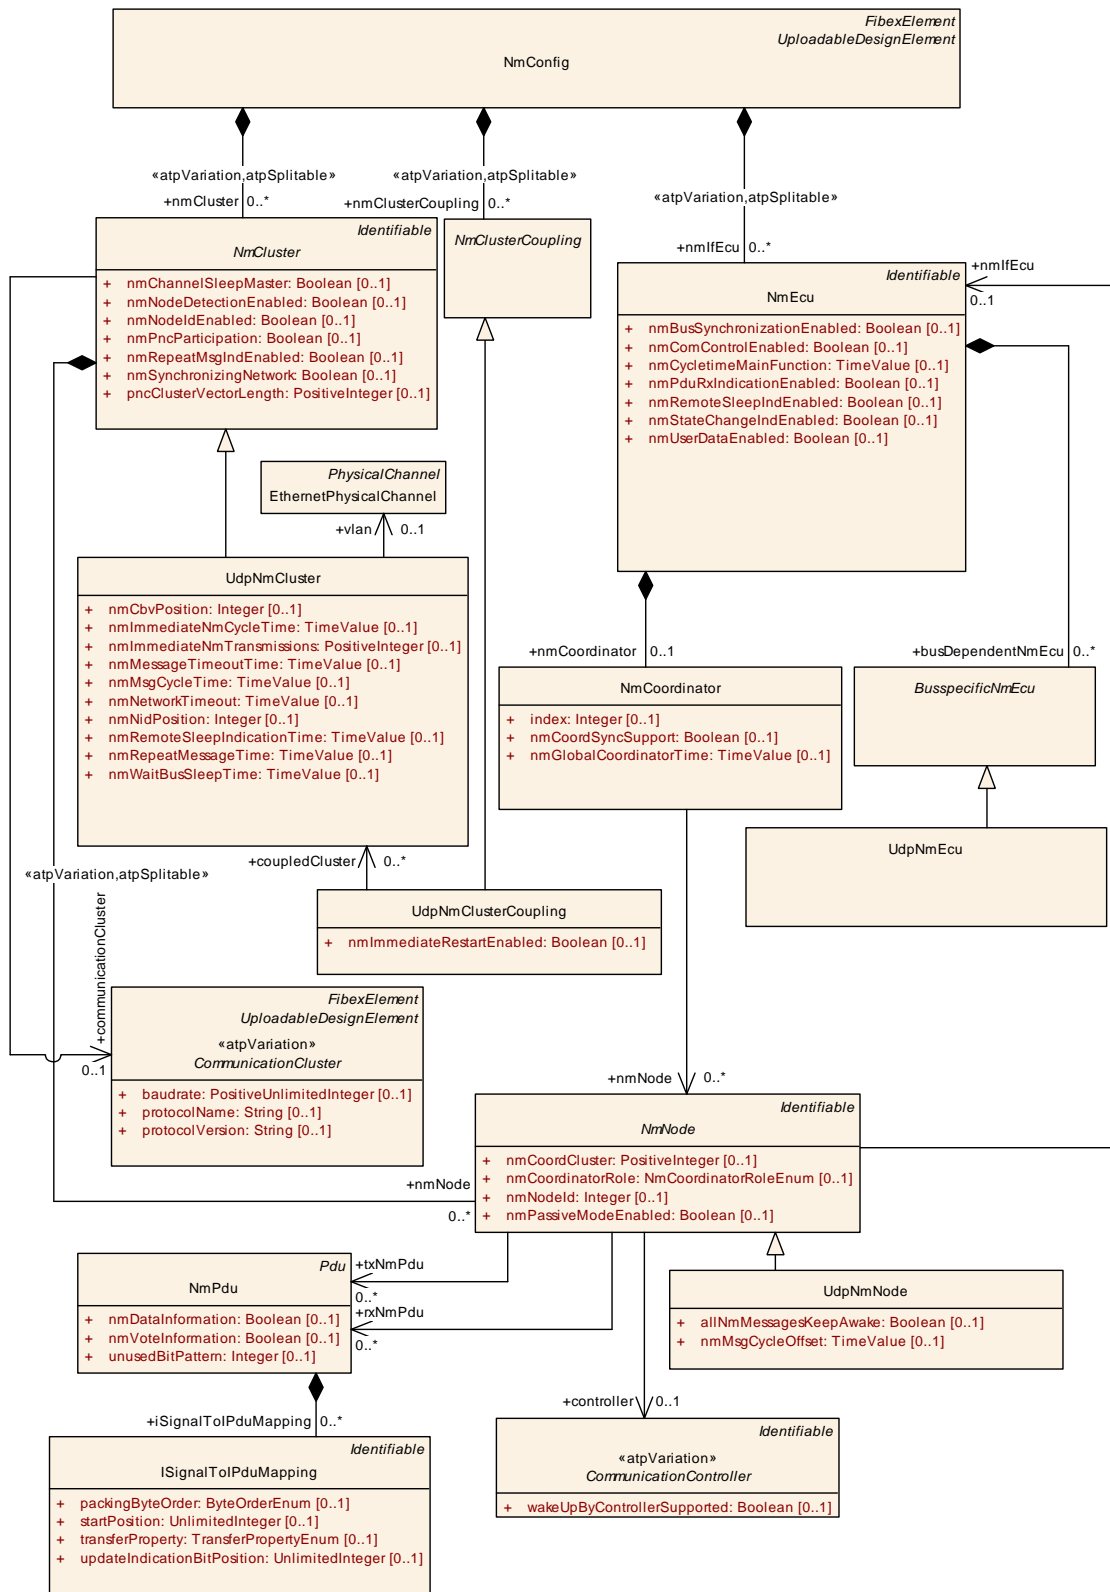 FibexElement
UploadableDesignElement
NmConfig
«atpVariation,atpSplitable»
+nmCluster 0..*
«atpVariation,atpSplitable»
+nmClusterCoupling 0..*
«atpVariation,atpSplitable»
+nmIfEcu 0..*
Identifiable
NmCluster
+ nmChannelSleepMaster: Boolean [0..1]
+ nmNodeDetectionEnabled: Boolean [0..1]
+ nmNodeIdEnabled: Boolean [0..1]
+ nmPncParticipation: Boolean [0..1]
+ nmRepeatMsgIndEnabled: Boolean [0..1]
+ nmSynchronizingNetwork: Boolean [0..1]
+ pncClusterVectorLength: PositiveInteger [0..1]
NmClusterCoupling
Identifiable
NmEcu
+ nmBusSynchronizationEnabled: Boolean [0..1]
+ nmComControlEnabled: Boolean [0..1]
+ nmCycletimeMainFunction: TimeValue [0..1]
+ nmPduRxIndicationEnabled: Boolean [0..1]
+ nmRemoteSleepIndEnabled: Boolean [0..1]
+ nmStateChangeIndEnabled: Boolean [0..1]
+ nmUserDataEnabled: Boolean [0..1]
+nmIfEcu
0..1
PhysicalChannel
EthernetPhysicalChannel
+vlan 0..1
UdpNmCluster
+ nmCbvPosition: Integer [0..1]
+ nmImmediateNmCycleTime: TimeValue [0..1]
+ nmImmediateNmTransmissions: PositiveInteger [0..1]
+ nmMessageTimeoutTime: TimeValue [0..1]
+ nmMsgCycleTime: TimeValue [0..1]
+ nmNetworkTimeout: TimeValue [0..1]
+ nmNidPosition: Integer [0..1]
+ nmRemoteSleepIndicationTime: TimeValue [0..1]
+ nmRepeatMessageTime: TimeValue [0..1]
+ nmWaitBusSleepTime: TimeValue [0..1]
+nmCoordinator 0..1
NmCoordinator
+ index: Integer [0..1]
+ nmCoordSyncSupport: Boolean [0..1]
+ nmGlobalCoordinatorTime: TimeValue [0..1]
+busDependentNmEcu 0..*
BusspecificNmEcu
UdpNmEcu
+coupledCluster 0..*
«atpVariation,atpSplitable»
UdpNmClusterCoupling
+ nmImmediateRestartEnabled: Boolean [0..1]
+communicationCluster
0..1
FibexElement
UploadableDesignElement
«atpVariation»
CommunicationCluster
+ baudrate: PositiveUnlimitedInteger [0..1]
+ protocolName: String [0..1]
+ protocolVersion: String [0..1]
+nmNode 0..*
Identifiable
NmNode
+ nmCoordCluster: PositiveInteger [0..1]
+ nmCoordinatorRole: NmCoordinatorRoleEnum [0..1]
+ nmNodeId: Integer [0..1]
+ nmPassiveModeEnabled: Boolean [0..1]
+nmNode
0..*
Pdu
NmPdu
+ nmDataInformation: Boolean [0..1]
+ nmVoteInformation: Boolean [0..1]
+ unusedBitPattern: Integer [0..1]
+txNmPdu
0..*
+rxNmPdu
0..*
UdpNmNode
+ allNmMessagesKeepAwake: Boolean [0..1]
+ nmMsgCycleOffset: TimeValue [0..1]
+iSignalToIPduMapping 0..*
Identifiable
ISignalToIPduMapping
+ packingByteOrder: ByteOrderEnum [0..1]
+ startPosition: UnlimitedInteger [0..1]
+ transferProperty: TransferPropertyEnum [0..1]
+ updateIndicationBitPosition: UnlimitedInteger [0..1]
+controller 0..1
Identifiable
«atpVariation»
CommunicationController
+ wakeUpByControllerSupported: Boolean [0..1]